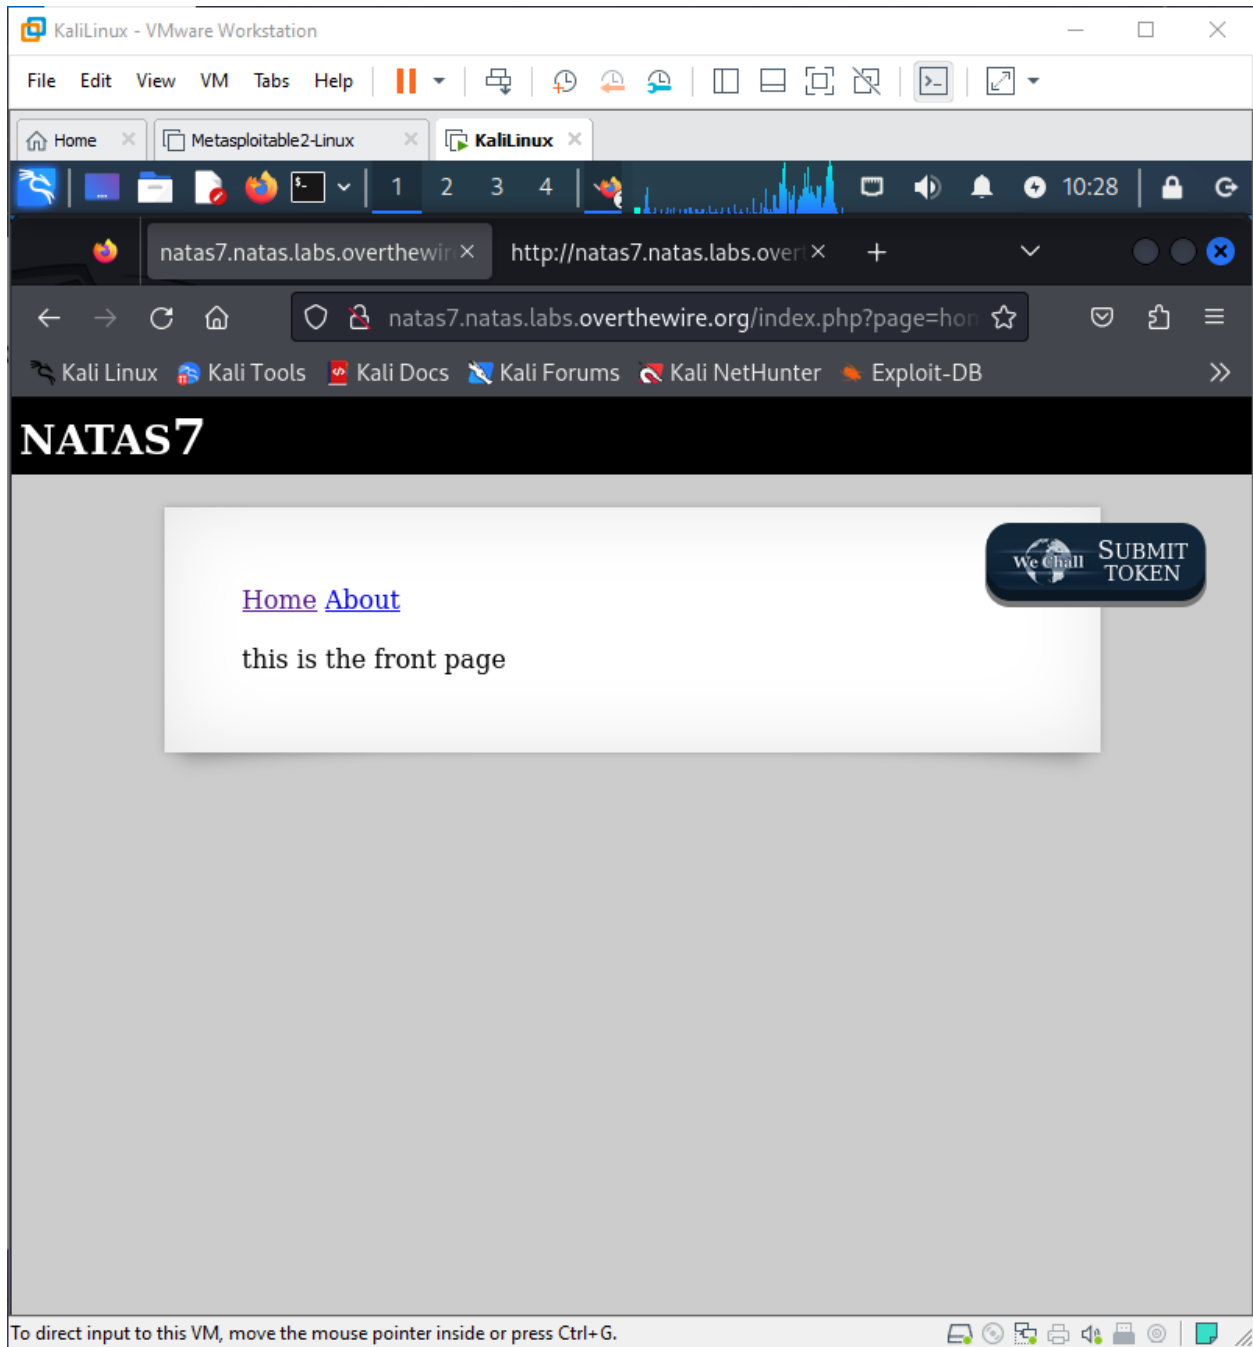 KaliLinux - VMware Workstation
File Edit View VM Tabs Help
Home Metasploitable2-Linux KaliLinux
1 2 3 4 10:28
natas7.natas.labs.overthewir http://natas7.natas.labs.overt
natas7.natas.labs.overthewire.org/index.php?page=hom
Kali Linux Kali Tools Kali Docs Kali Forums Kali NetHunter Exploit-DB
NATAS7
We Chall SUBMIT TOKEN
Home About
this is the front page
To direct input to this VM, move the mouse pointer inside or press Ctrl+G.